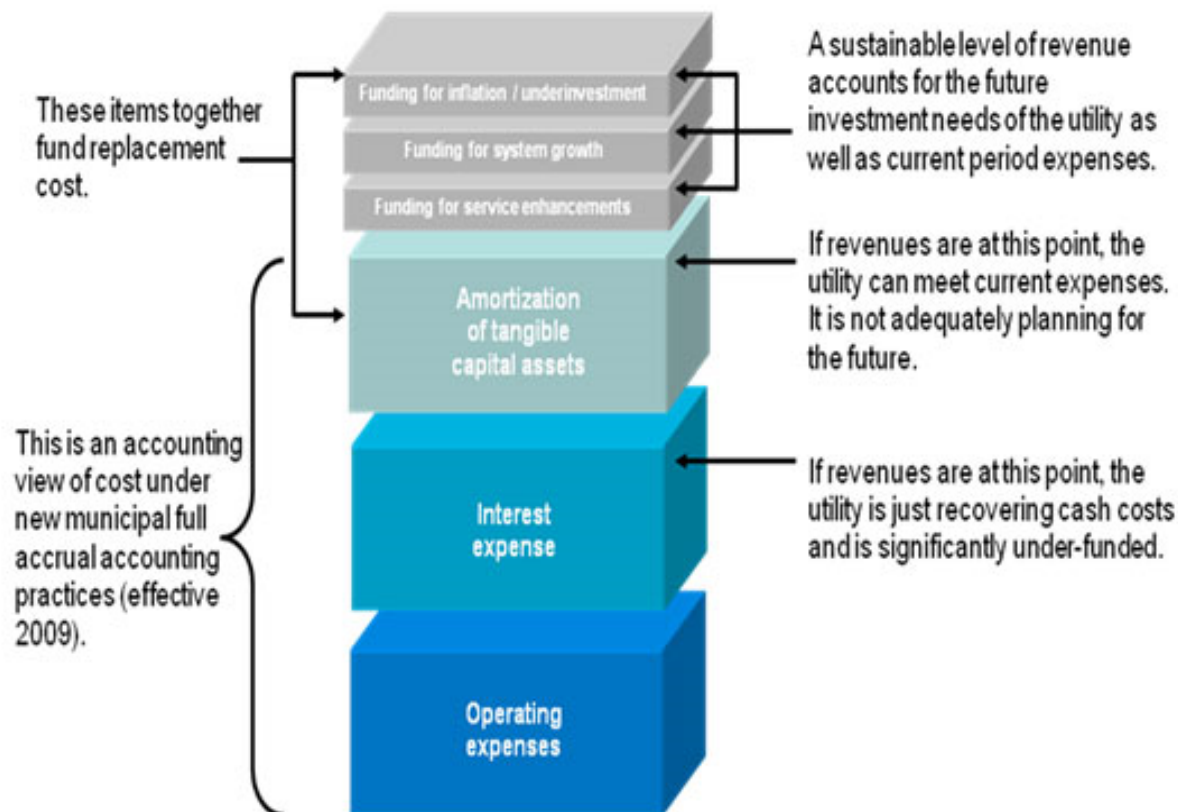 These items together
fund replacement
cost.
This is an accounting
view of cost under
new municipal full
accrual accounting
practices (effective
2009).
Funding for inflation / underinvestment
Funding for system growth
Funding for service enhancements
Amortization
of tangible
capital assets
Interest
expense
Operating
expenses
A sustainable level of revenue
accounts for the future
investment needs of the utility as
well as current period expenses.
If revenues are at this point, the
utility can meet current expenses.
It is not adequately planning for
the future.
If revenues are at this point, the
utility is just recovering cash costs
and is significantly under-funded.